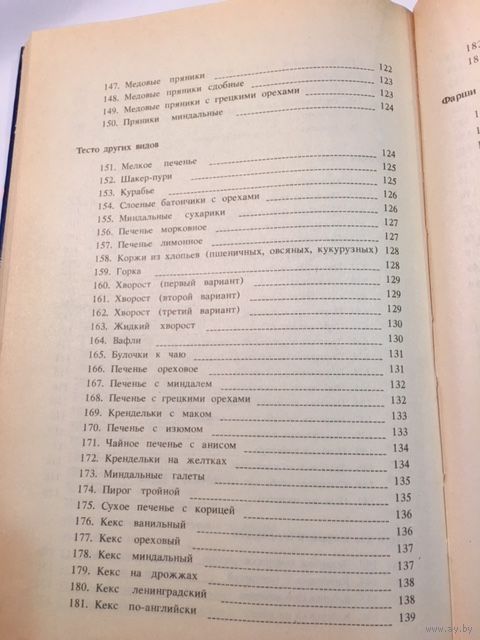 147. Медовые пряники 122
148. Медовые пряники сдобные 123
149. Медовые пряники с грецкими орехами 123
150. Пряники миндальные 124
Тесто других видов
151. Мелкое печенье 124
152. Шакер-пури 125
153. Курабье 125
154. Слоеные батончики с орехами 126
155. Миндальные сухарики 126
156. Печенье морковное 127
157. Печенье лимонное 127
158. Коржи из хлопьев (пшеничных, овсяных, кукурузных) 128
159. Горка 128
160. Хворост (первый вариант) 129
161. Хворост (второй вариант) 129
162. Хворост (третий вариант) 129
163. Жидкий хворост 130
164. Вафли 130
165. Булочки к чаю 131
166. Печенье ореховое 131
167. Печенье с миндалем 132
168. Печенье с грецкими орехами 132
169. Крендельки с маком 133
170. Печенье с изюмом 133
171. Чайное печенье с анисом 134
172. Крендельки на желтках 134
173. Миндальные галеты 135
174. Пирог тройной 135
175. Сухое печенье с корицей 136
176. Кекс ванильный 136
177. Кекс ореховый 137
178. Кекс миндальный 137
179. Кекс на дрожжах 138
180. Кекс ленинградский 138
181. Кекс по-английски 139
Фарши
www.ay.by